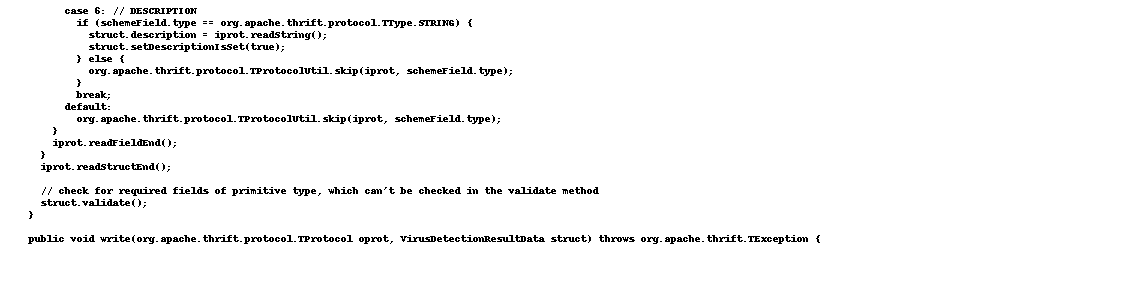 case 6: // DESCRIPTION
if (schemeField.type == org.apache.thrift.protocol.TType.STRING) {
struct.description = iprot.readString();
struct.setDescriptionIsSet(true);
} else {
org.apache.thrift.protocol.TProtocolUtil.skip(iprot, schemeField.type);
}
break;
default:
org.apache.thrift.protocol.TProtocolUtil.skip(iprot, schemeField.type);
}
iprot.readFieldEnd();
}
iprot.readStructEnd();
// check for required fields of primitive type, which can't be checked in the validate method
struct.validate();
}
public void write(org.apache.thrift.protocol.TProtocol oprot, VirusDetectionResultData struct) throws org.apache.thrift.TException {